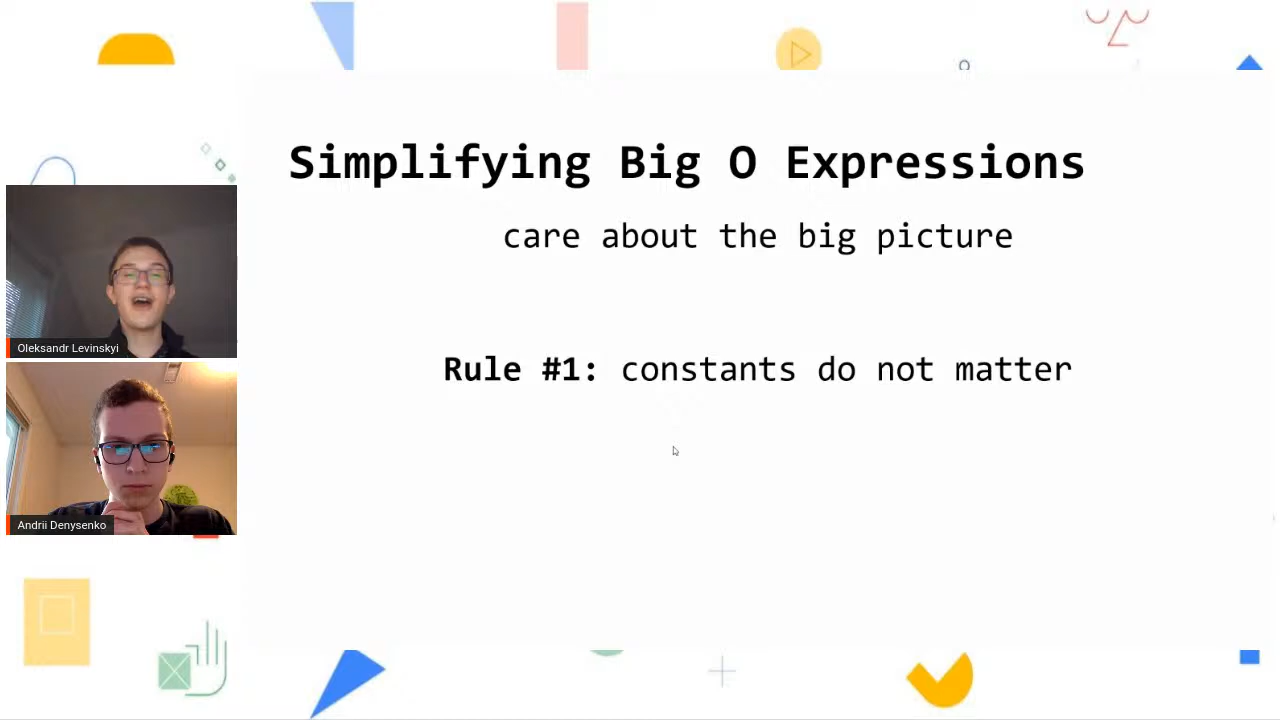 Simplifying Big O Expressions
care about the big picture
Rule #1: constants do not matter
Oleksandr Levinskyi
Andrii Denysenko